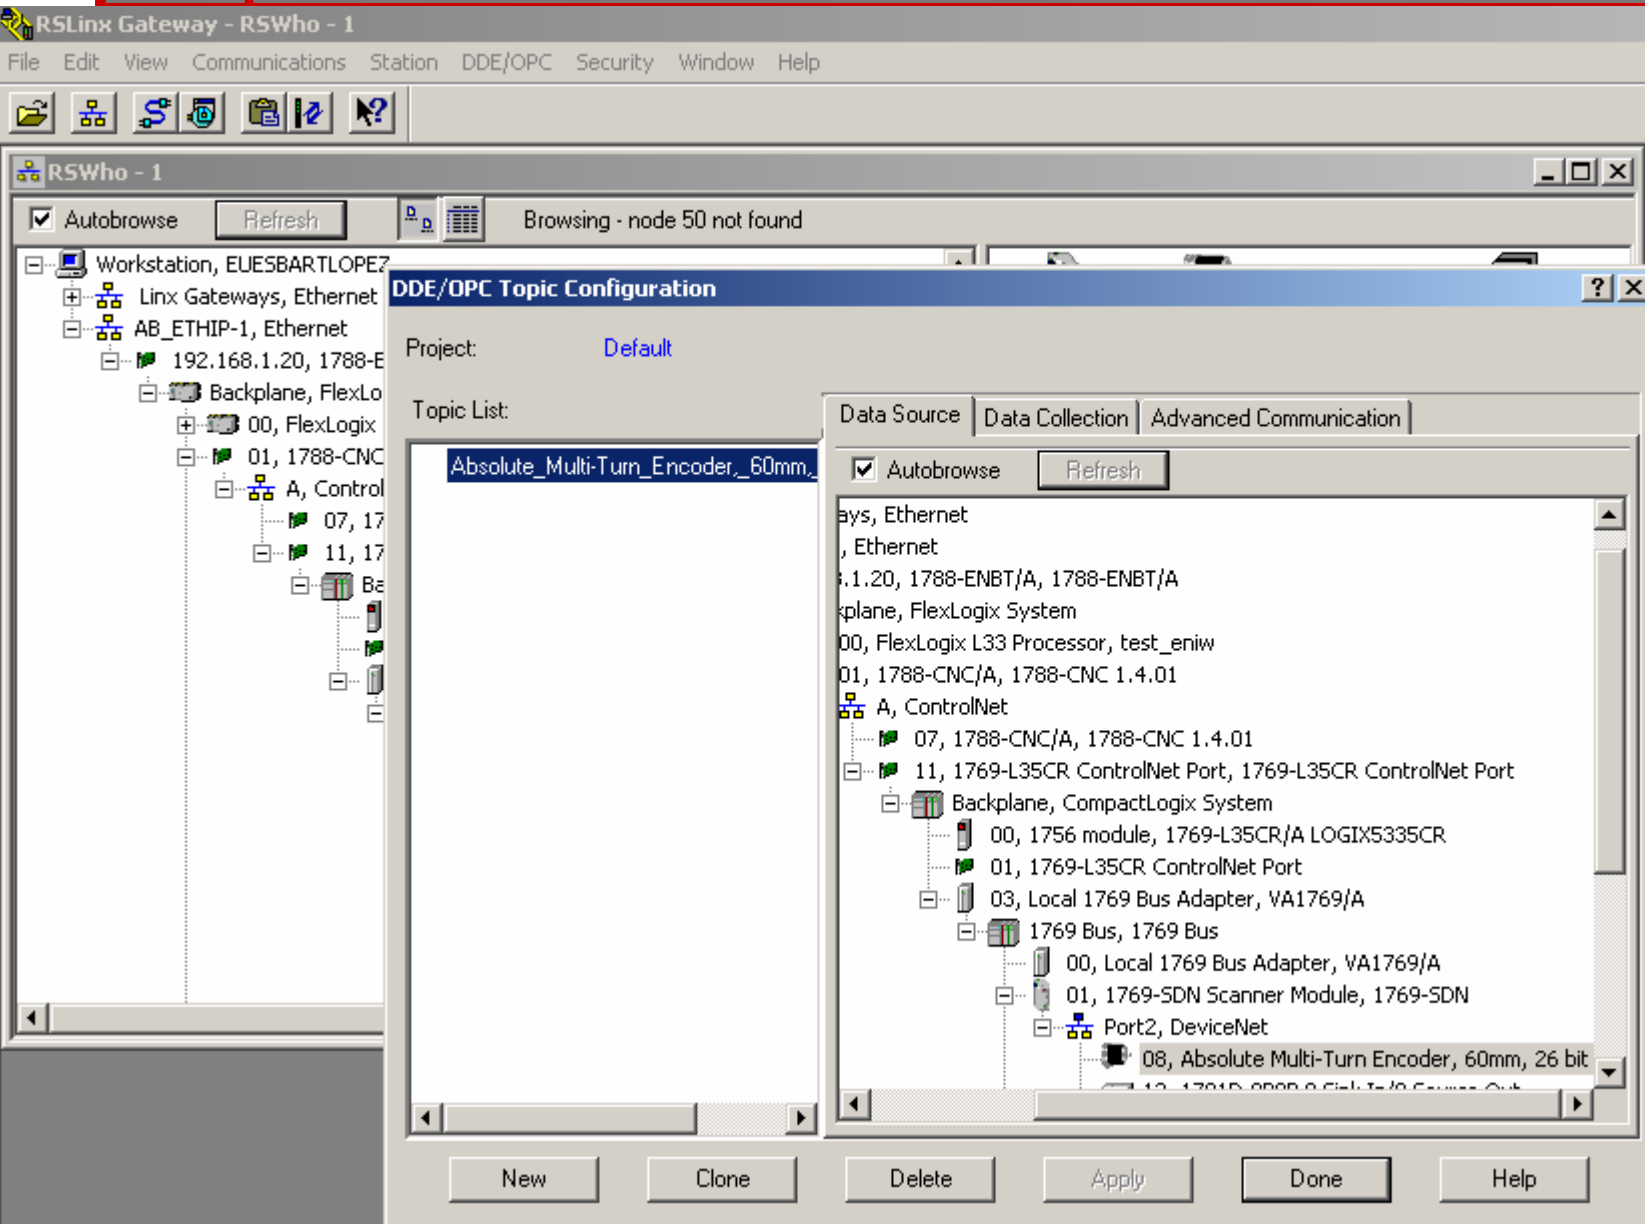 RSLinx Gateway - RSWho - 1
File Edit View Communications Station DDE/OPC Security Window Help
RSWho - 1
Autobrowse Refresh Browsing - node 50 not found
Workstation, EUESBARTLOPEZ
Linx Gateways, Ethernet
AB_ETHIP-1, Ethernet
192.168.1.20, 1788-E
Backplane, FlexLo
00, FlexLogix
01, 1788-CNC
A, Control
07, 17
11, 17
Ba
DDE/OPC Topic Configuration
Project: Default
Topic List:
Absolute_Multi-Turn_Encoder,_60mm,_
Data Source Data Collection Advanced Communication
Autobrowse Refresh
ays, Ethernet
, Ethernet
.1.20, 1788-ENBT/A, 1788-ENBT/A
kplane, FlexLogix System
00, FlexLogix L33 Processor, test_eniw
01, 1788-CNC/A, 1788-CNC 1.4.01
A, ControlNet
07, 1788-CNC/A, 1788-CNC 1.4.01
11, 1769-L35CR ControlNet Port, 1769-L35CR ControlNet Port
Backplane, CompactLogix System
00, 1756 module, 1769-L35CR/A LOGIX5335CR
01, 1769-L35CR ControlNet Port
03, Local 1769 Bus Adapter, VA1769/A
1769 Bus, 1769 Bus
00, Local 1769 Bus Adapter, VA1769/A
01, 1769-SDN Scanner Module, 1769-SDN
Port2, DeviceNet
08, Absolute Multi-Turn Encoder, 60mm, 26 bit
New Clone Delete Apply Done Help